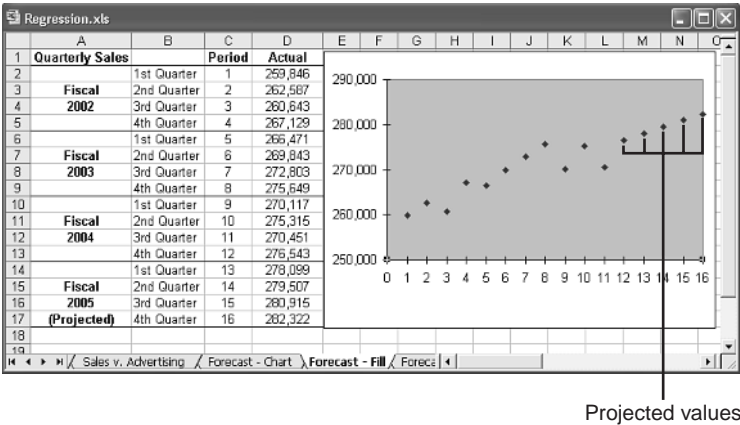 Regression.xls
A B C D E F G H I J K L M N O
1 Quarterly Sales Period Actual
2 1st Quarter 1 259,846
3 Fiscal 2nd Quarter 2 262,587
4 2002 3rd Quarter 3 260,643
5 4th Quarter 4 267,129
6 1st Quarter 5 266,471
7 Fiscal 2nd Quarter 6 269,843
8 2003 3rd Quarter 7 272,803
9 4th Quarter 8 275,649
10 1st Quarter 9 270,117
11 Fiscal 2nd Quarter 10 275,315
12 2004 3rd Quarter 11 270,451
13 4th Quarter 12 276,543
14 1st Quarter 13 278,099
15 Fiscal 2nd Quarter 14 279,507
16 2005 3rd Quarter 15 280,915
17 (Projected) 4th Quarter 16 282,322
18
19
290,000
280,000
270,000
260,000
250,000
0 1 2 3 4 5 6 7 8 9 10 11 12 13 14 15 16
Sales v. Advertising Forecast - Chart Forecast - Fill Foreca
Projected values